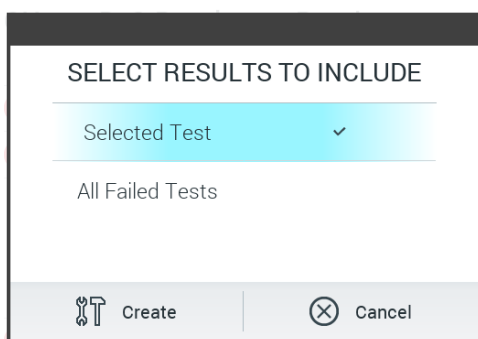 SELECT RESULTS TO INCLUDE
Selected Test
All Failed Tests
Create Cancel